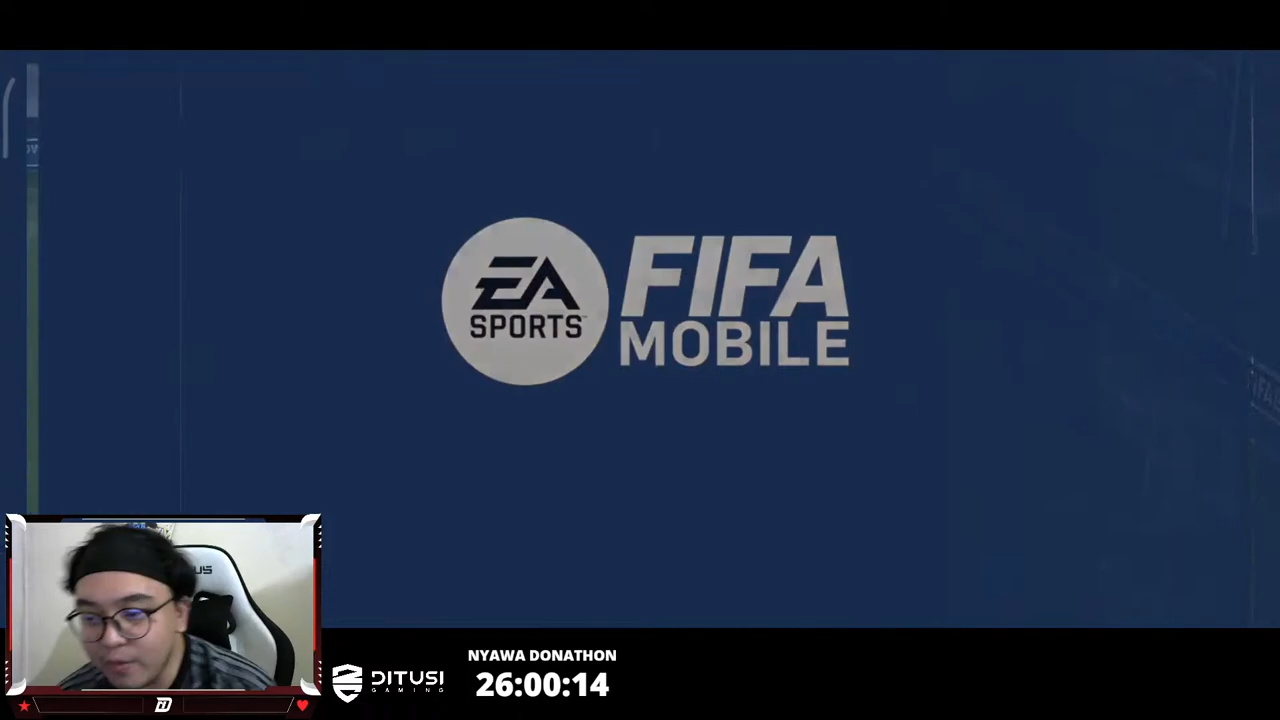 EA
SPORTS
FIFA
MOBILE
NYAWA DONATHON
DITUSI
GAMING
26:00:14